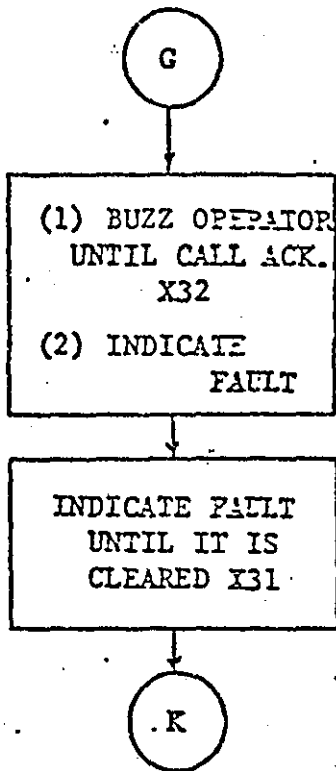 G
(1) BUZZ OPERATOR
UNTIL CALL ACK.
X32
(2) INDICATE
FAULT
INDICATE FAULT
UNTIL IT IS
CLEARED X31
K